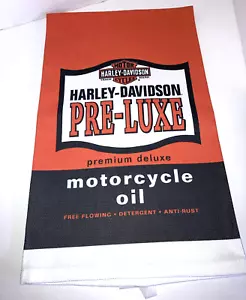 MOTOR
HARLEY-DAVIDSON
CYCLES
HARLEY-DAVIDSON
PRE-LUXE
premium deluxe
motorcycle
oil
FREE FLOWING • DETERGENT • ANTI-RUST